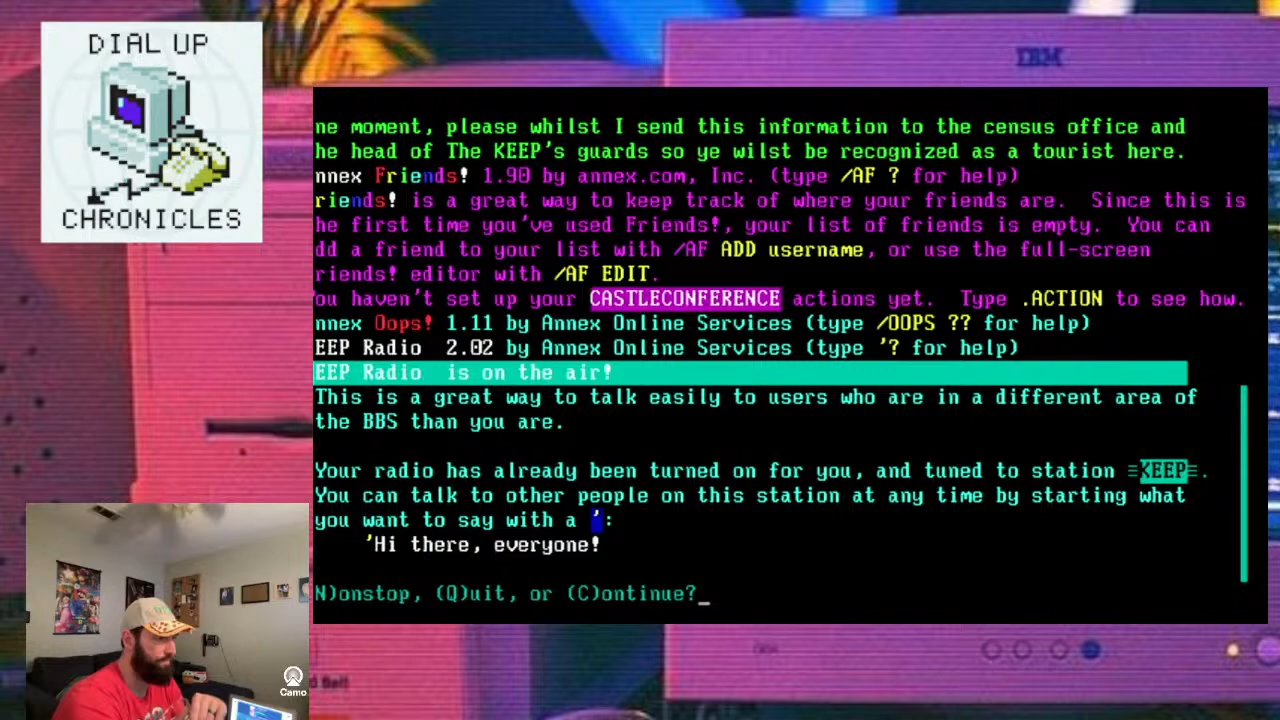 DIAL UP
CHRONICLES
IBM
ne moment, please whilst I send this information to the census office and
he head of The KEEP's guards so ye wilst be recognized as a tourist here.
nnex Friends! 1.90 by annex.com, Inc. (type /AF ? for help)
riends! is a great way to keep track of where your friends are.  Since this is
he first time you've used Friends!, your list of friends is empty.  You can
dd a friend to your list with /AF ADD username, or use the full-screen
riends! editor with /AF EDIT.
ou haven't set up your CASTLECONFERENCE actions yet.  Type .ACTION to see how.
nnex Oops! 1.11 by Annex Online Services (type /OOPS ?? for help)
EEP Radio  2.02 by Annex Online Services (type '? for help)
EEP Radio  is on the air!
This is a great way to talk easily to users who are in a different area of
the BBS than you are.
Your radio has already been turned on for you, and tuned to station ≡KEEP≡.
You can talk to other people on this station at any time by starting what
you want to say with a ':
'Hi there, everyone!
N)onstop, (Q)uit, or (C)ontinue?_
Camo
Bell